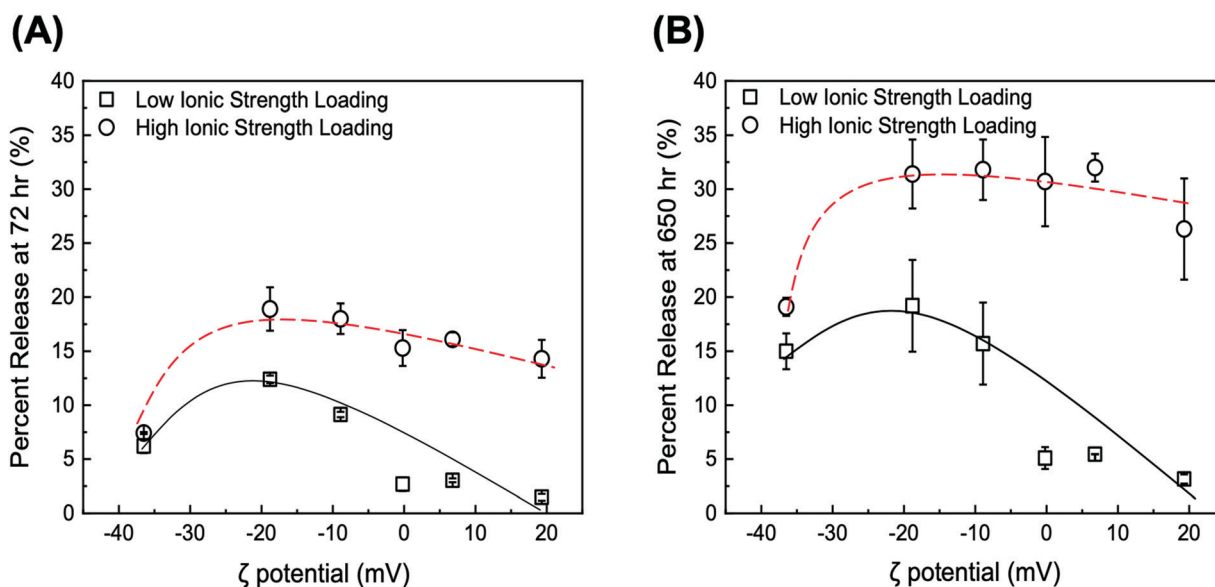 (A)
Percent Release at 72 hr (%)
40
35
30
25
20
15
10
5
0
Low Ionic Strength Loading
High Ionic Strength Loading
-40 -30 -20 -10 0 10 20
ζ potential (mV)
(B)
Percent Release at 650 hr (%)
40
35
30
25
20
15
10
5
0
Low Ionic Strength Loading
High Ionic Strength Loading
-40 -30 -20 -10 0 10 20
ζ potential (mV)